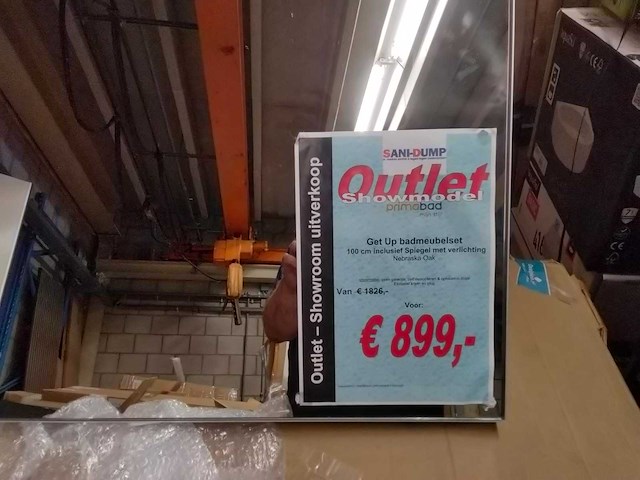 Outlet – Showroom uitverkoop
SANI-DUMP
Outlet
Showmodel
primabad
Get Up badmeubelset
100 cm inclusief Spiegel met verlichting
Nebraska Oak
Van € 1826,-
Voor:
€ 899,-